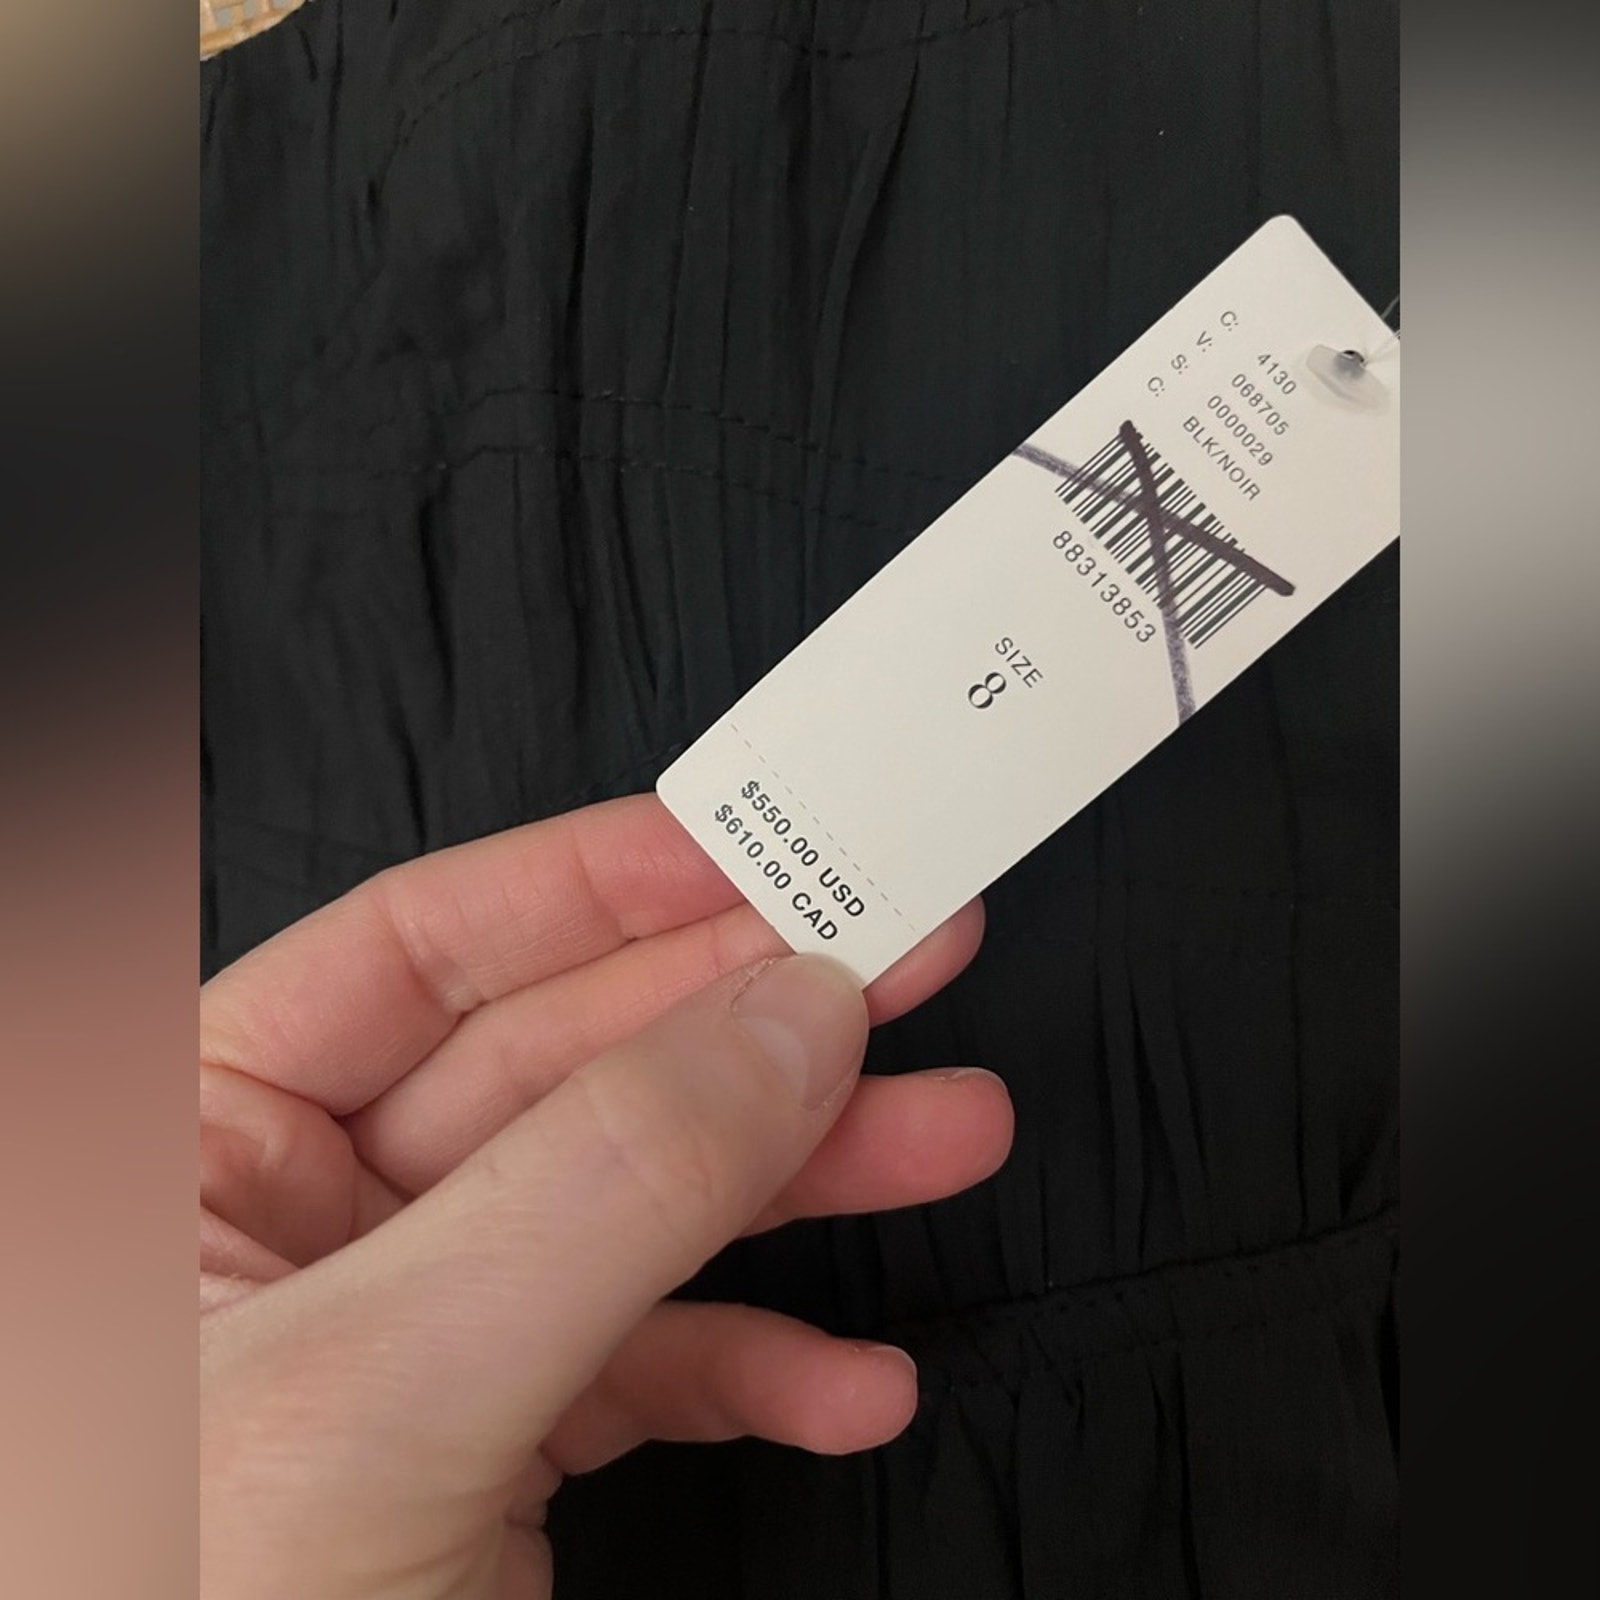 C: 4130
V: 068705
S: 0000029
C: BLK/NOIR
88313853
SIZE
8
$550.00 USD
$610.00 CAD